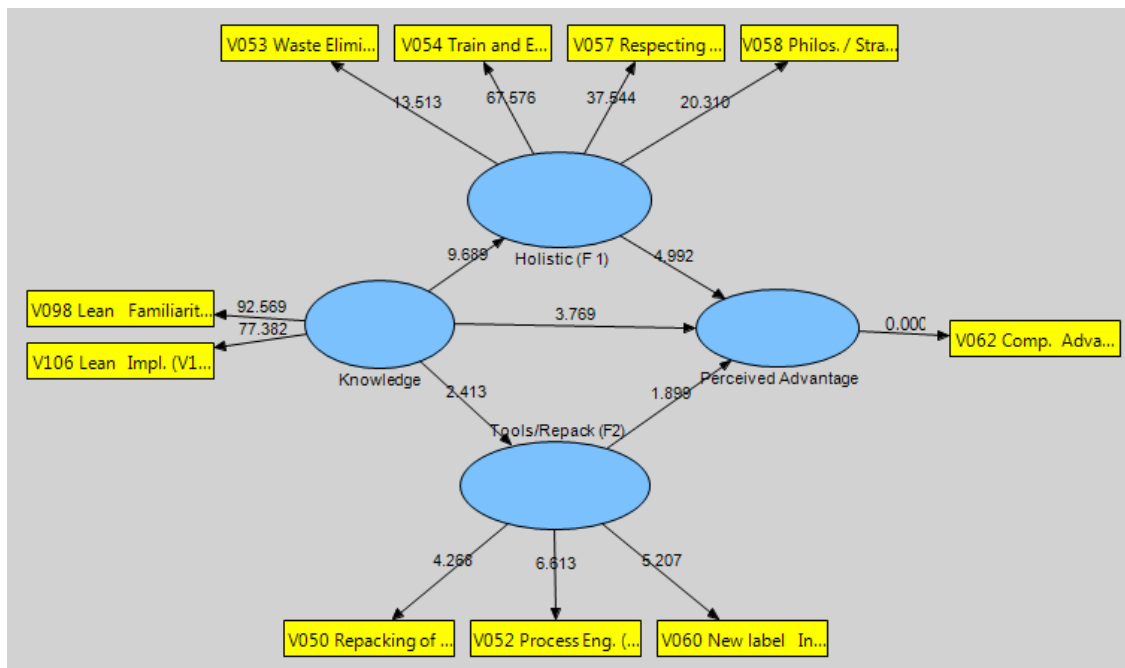 V053 Waste Elimi...
V054 Train and E...
V057 Respecting ...
V058 Philos. / Stra...
13.513
67.576
37.544
20.310
9.689
Holistic (F 1)
4.992
V098 Lean Familiarit...
92.569
3.769
0.000
V062 Comp. Adva...
77.382
V106 Lean Impl. (V1...
Knowledge
Perceived Advantage
2.413
1.899
Tools/Repack (F2)
4.268
6.613
5.207
V050 Repacking of ...
V052 Process Eng. (...
V060 New label In...